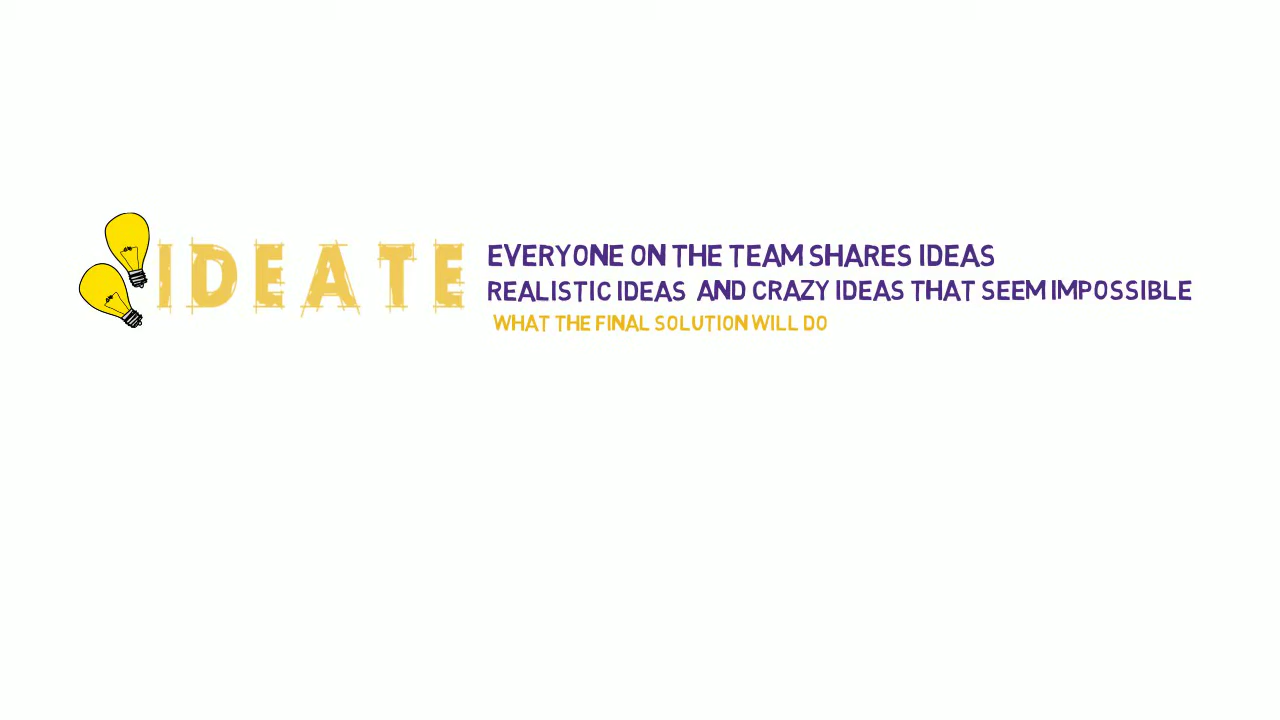 IDEATE
EVERYONE ON THE TEAM SHARES IDEAS
REALISTIC IDEAS AND CRAZY IDEAS THAT SEEM IMPOSSIBLE
WHAT THE FINAL SOLUTION WILL DO